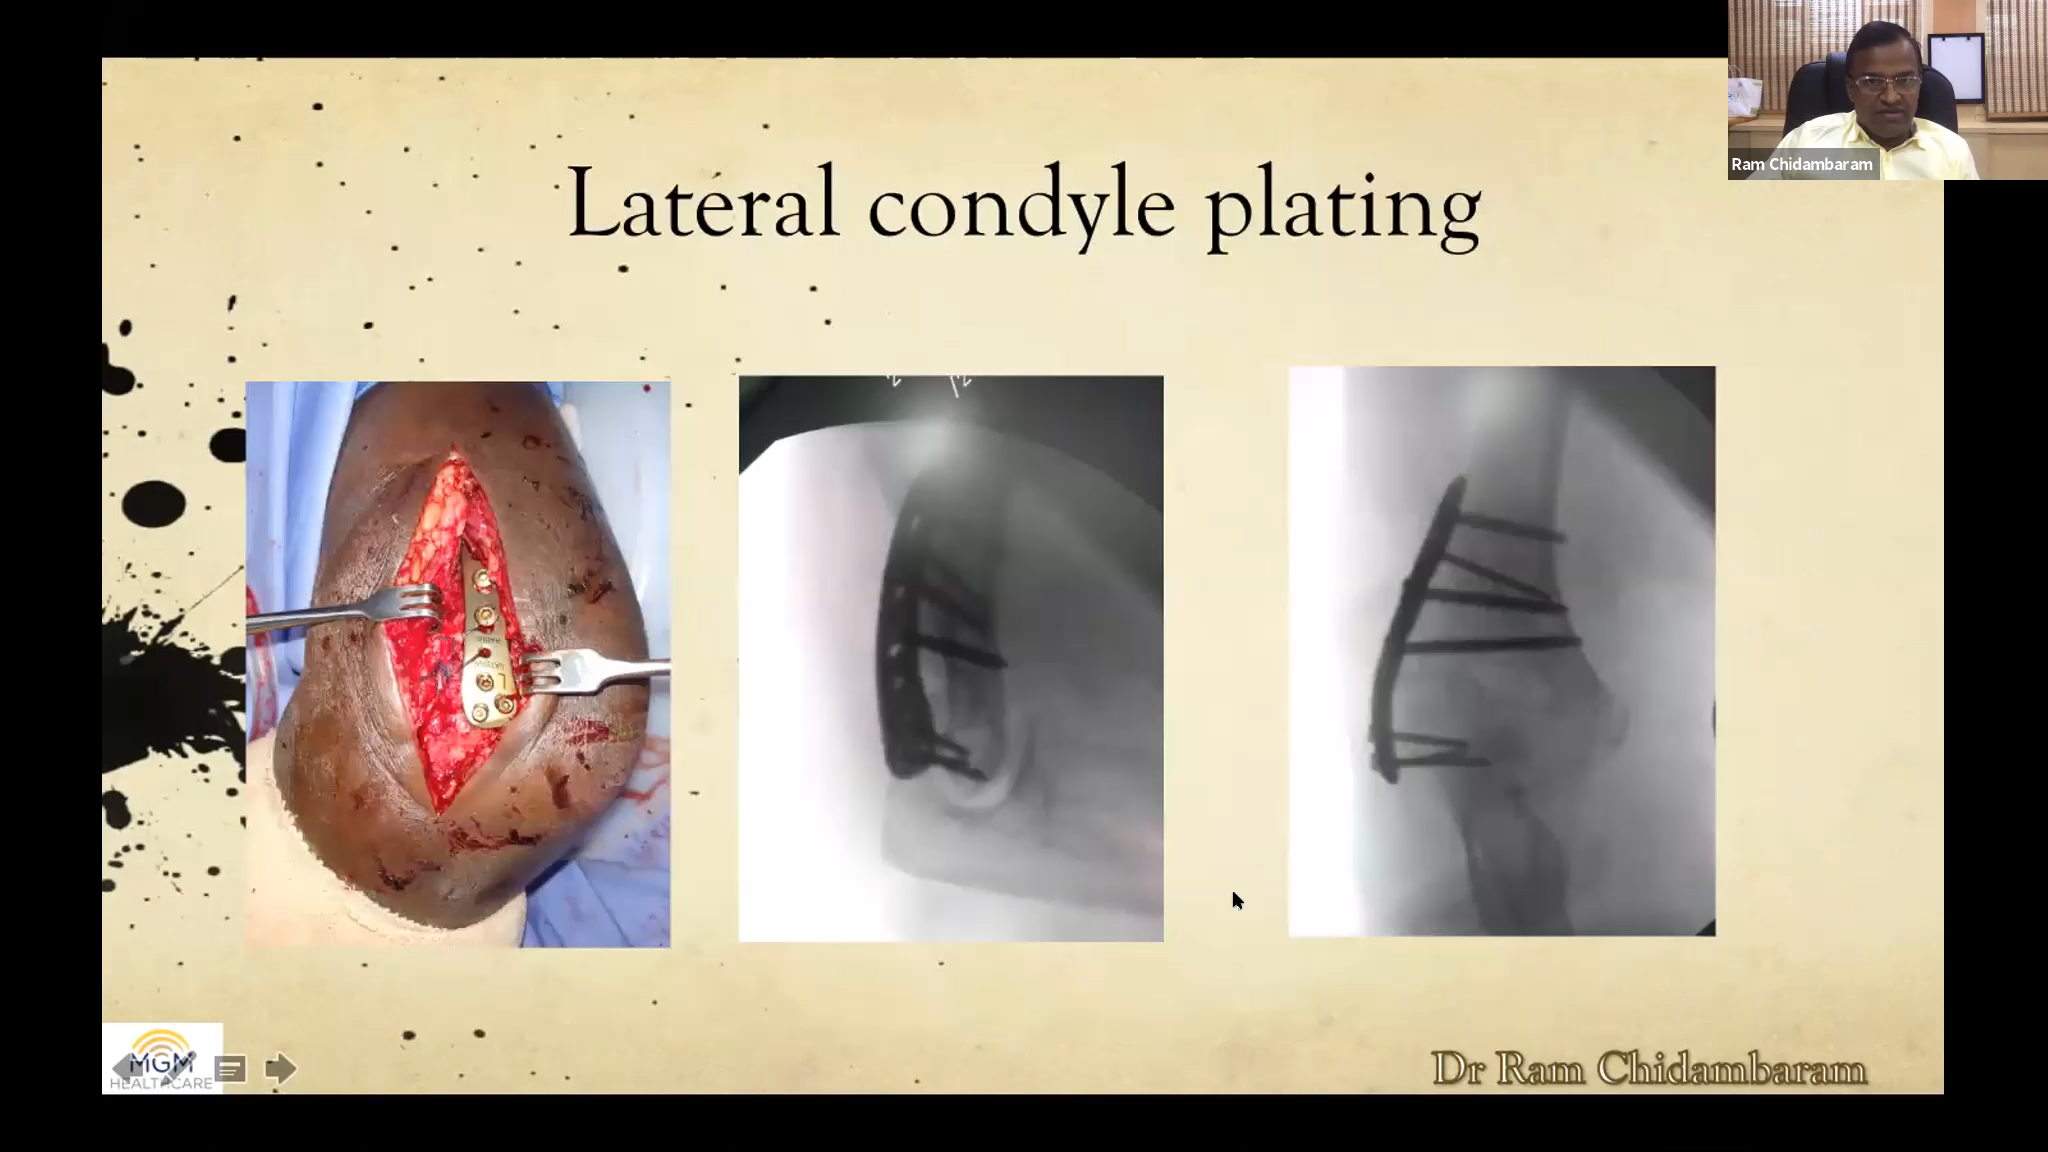 Ram Chidambaram
Lateral condyle plating
L
MGM
HEALTHCARE
Dr Ram Chidambaram